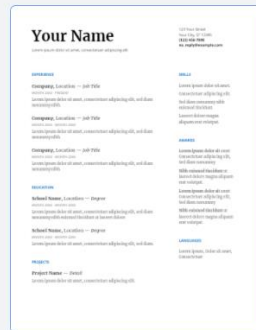 Your Name
Lorem ipsum dolor sit amet, consectetuer adipiscing elit
123 Your Street
Your City, ST 12345
(123) 456-7890
no_reply@example.com
EXPERIENCE
Company, Location — Job Title
Lorem ipsum dolor sit amet, consectetuer adipiscing elit, sed diam
nonummy nibh.
Company, Location — Job Title
Lorem ipsum dolor sit amet, consectetuer adipiscing elit, sed diam
nonummy nibh.
Company, Location — Job Title
Lorem ipsum dolor sit amet, consectetuer adipiscing elit, sed diam
nonummy nibh.
EDUCATION
School Name, Location — Degree
Lorem ipsum dolor sit amet, consectetuer adipiscing elit, sed diam
nonummy nibh euismod tincidunt ut laoreet dolore.
School Name, Location — Degree
Lorem ipsum dolor sit amet, consectetuer adipiscing elit, sed diam
PROJECTS
Project Name — Detail
Lorem ipsum dolor sit amet, consectetuer adipiscing elit.
SKILLS
Lorem ipsum dolor sit amet.
Consectetuer adipiscing elit.
Sed diam nonummy nibh
euismod tincidunt.
Laoreet dolore magna
aliquam erat volutpat.
AWARDS
Lorem ipsum dolor sit amet
Consectetuer adipiscing elit,
Sed diam nonummy
Nibh euismod tincidunt ut
laoreet dolore magna aliquam
erat volutpat.
Lorem ipsum dolor sit amet
Consectetuer adipiscing elit,
Sed diam nonummy
Nibh euismod tincidunt ut
laoreet dolore magna aliquam
erat volutpat.
LANGUAGES
Lorem ipsum, Dolor sit amet,
Consectetuer